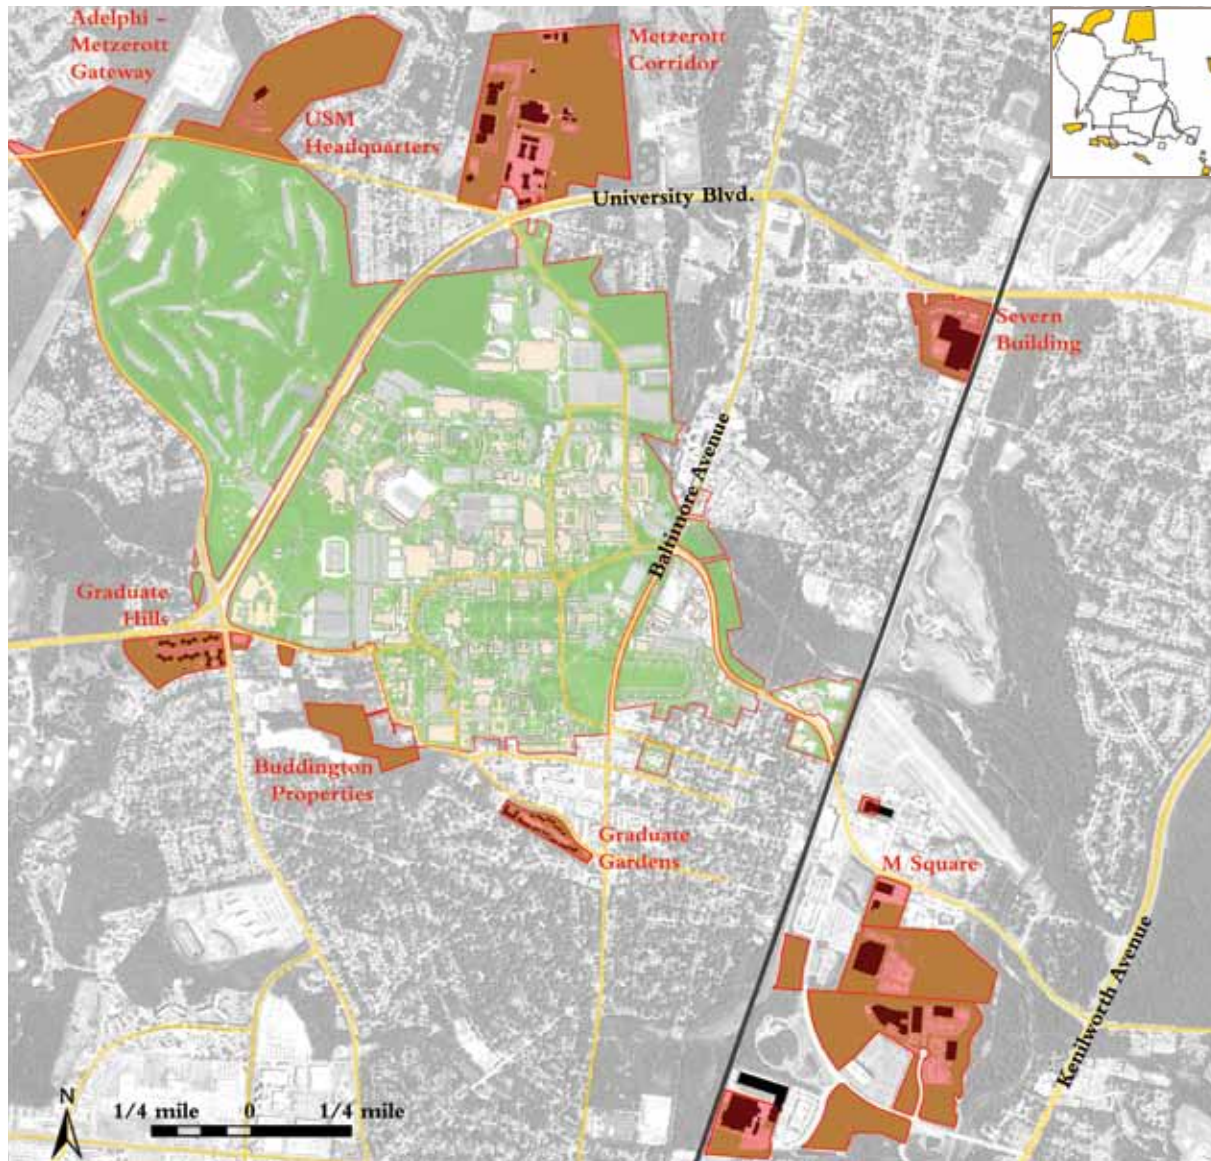 Adelphi -
Metzerott
Gateway
USM
Headquarters
Metzerott
Corridor
University Blvd.
Severn
Building
Baltimore Avenue
Graduate
Hills
Buddington
Properties
Graduate
Gardens
M Square
Kenilworth Avenue
N
1/4 mile 0 1/4 mile